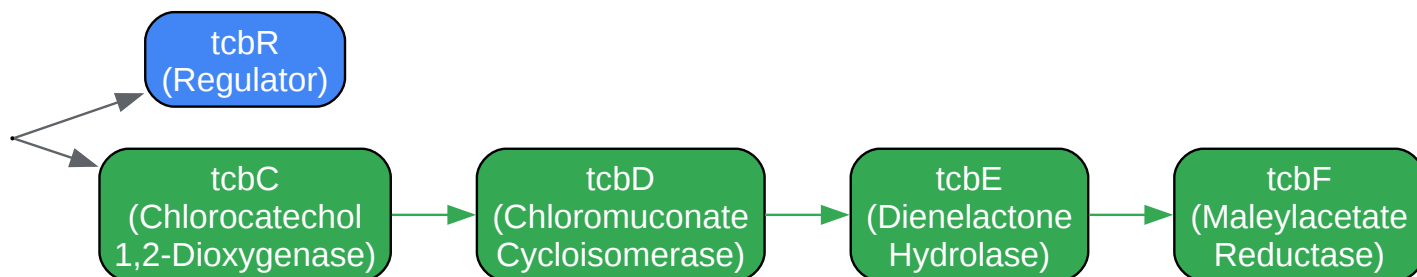 tcbR
(Regulator)
tcbC
(Chlorocatechol
1,2-Dioxygenase)
tcbD
(Chloromuconate
Cycloisomerase)
tcbE
(Dienelactone
Hydrolase)
tcbF
(Maleylacetate
Reductase)